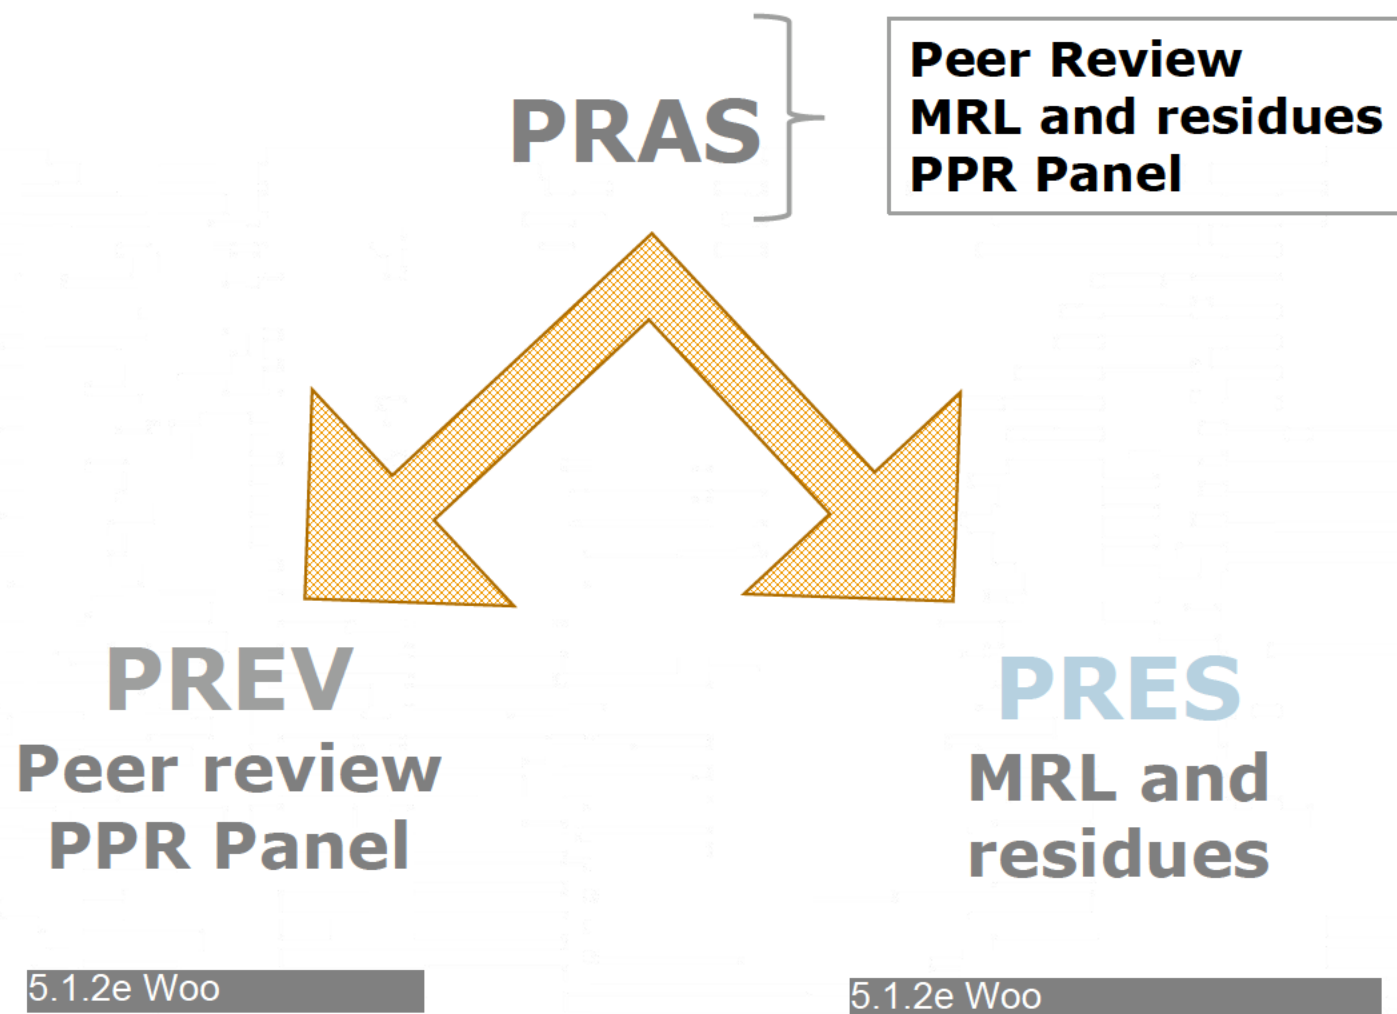 PRAS
Peer Review
MRL and residues
PPR Panel
PREV
Peer review
PPR Panel
5.1.2e Woo
PRES
MRL and
residues
5.1.2e Woo